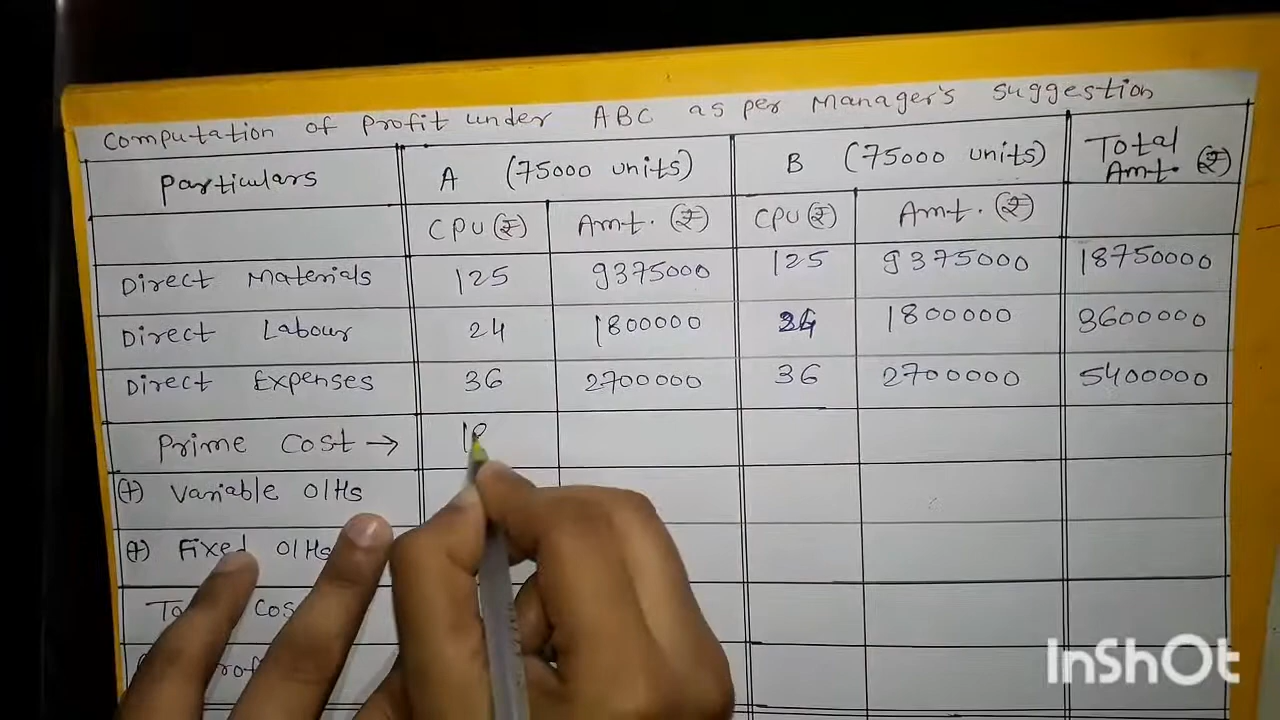 Computation of Profit under ABC as per Manager's suggestion
Particulars A (75000 units) B (75000 units) Total Amt. (₹)
CPU (₹) Amt. (₹) CPU (₹) Amt. (₹)
Direct Materials 125 9375000 125 9375000 18750000
Direct Labour 24 1800000 24 1800000 3600000
Direct Expenses 36 2700000 36 2700000 5400000
Prime Cost →
(+) Variable O/Hs
(+) Fixed O/Hs
InShOt